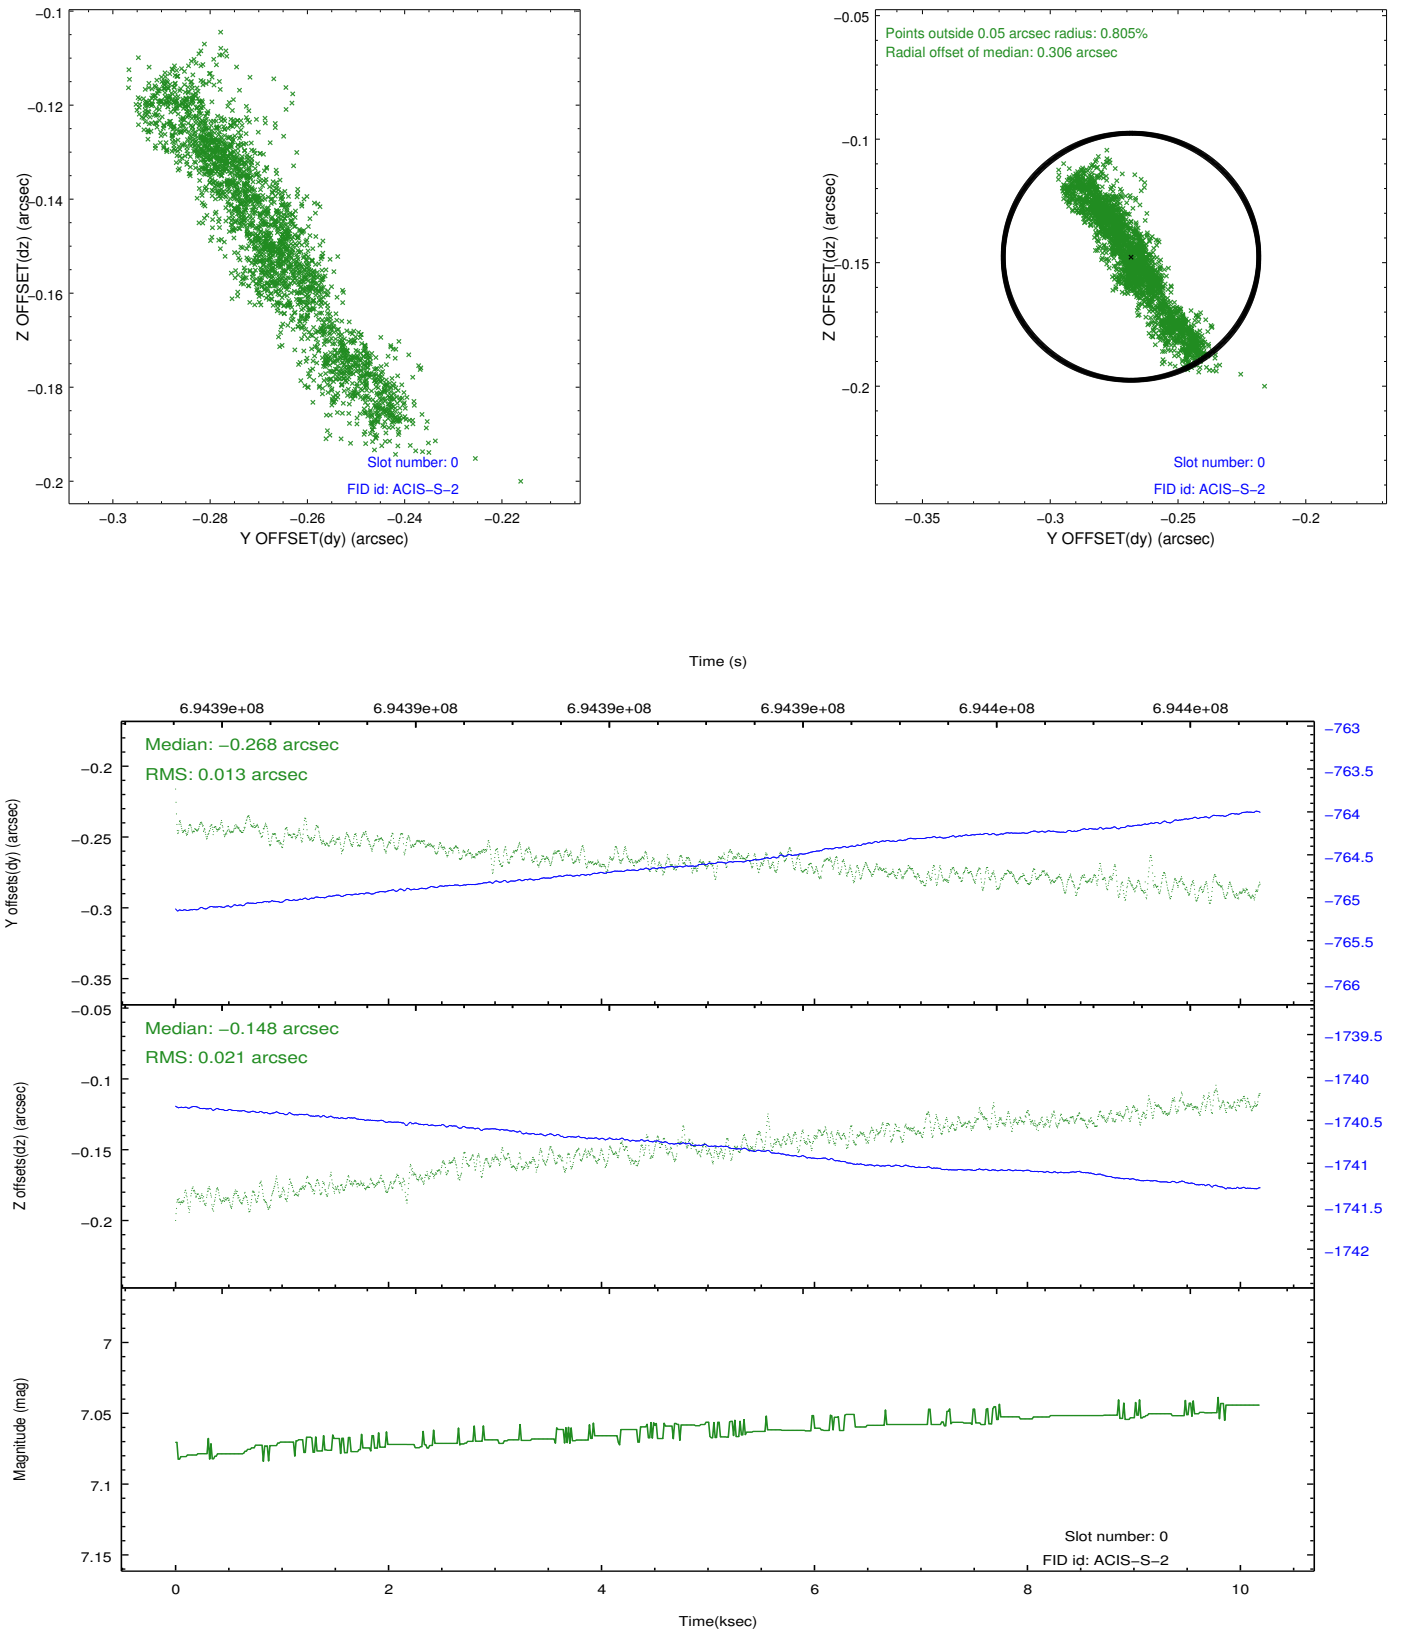 −0.1
−0.12
−0.14
−0.16
−0.18
−0.2
Z OFFSET(dz) (arcsec)
−0.3
−0.28
−0.26
−0.24
−0.22
Y OFFSET(dy) (arcsec)
Slot number: 0
FID id: ACIS−S−2
Points outside 0.05 arcsec radius: 0.805%
Radial offset of median: 0.306 arcsec
−0.05
−0.1
−0.15
−0.2
Z OFFSET(dz) (arcsec)
−0.35
−0.3
−0.25
−0.2
Y OFFSET(dy) (arcsec)
Slot number: 0
FID id: ACIS−S−2
Time (s)
6.9439e+08
6.9439e+08
6.9439e+08
6.9439e+08
6.944e+08
6.944e+08
Median: −0.268 arcsec
RMS: 0.013 arcsec
Y offsets(dy) (arcsec)
−0.2
−0.25
−0.3
−0.35
−763
−763.5
−764
−764.5
−765
−765.5
−766
Median: −0.148 arcsec
RMS: 0.021 arcsec
Z offsets(dz) (arcsec)
−0.05
−0.1
−0.15
−0.2
−1739.5
−1740
−1740.5
−1741
−1741.5
−1742
Magnitude (mag)
7
7.05
7.1
7.15
Slot number: 0
FID id: ACIS−S−2
0
2
4
6
8
10
Time(ksec)